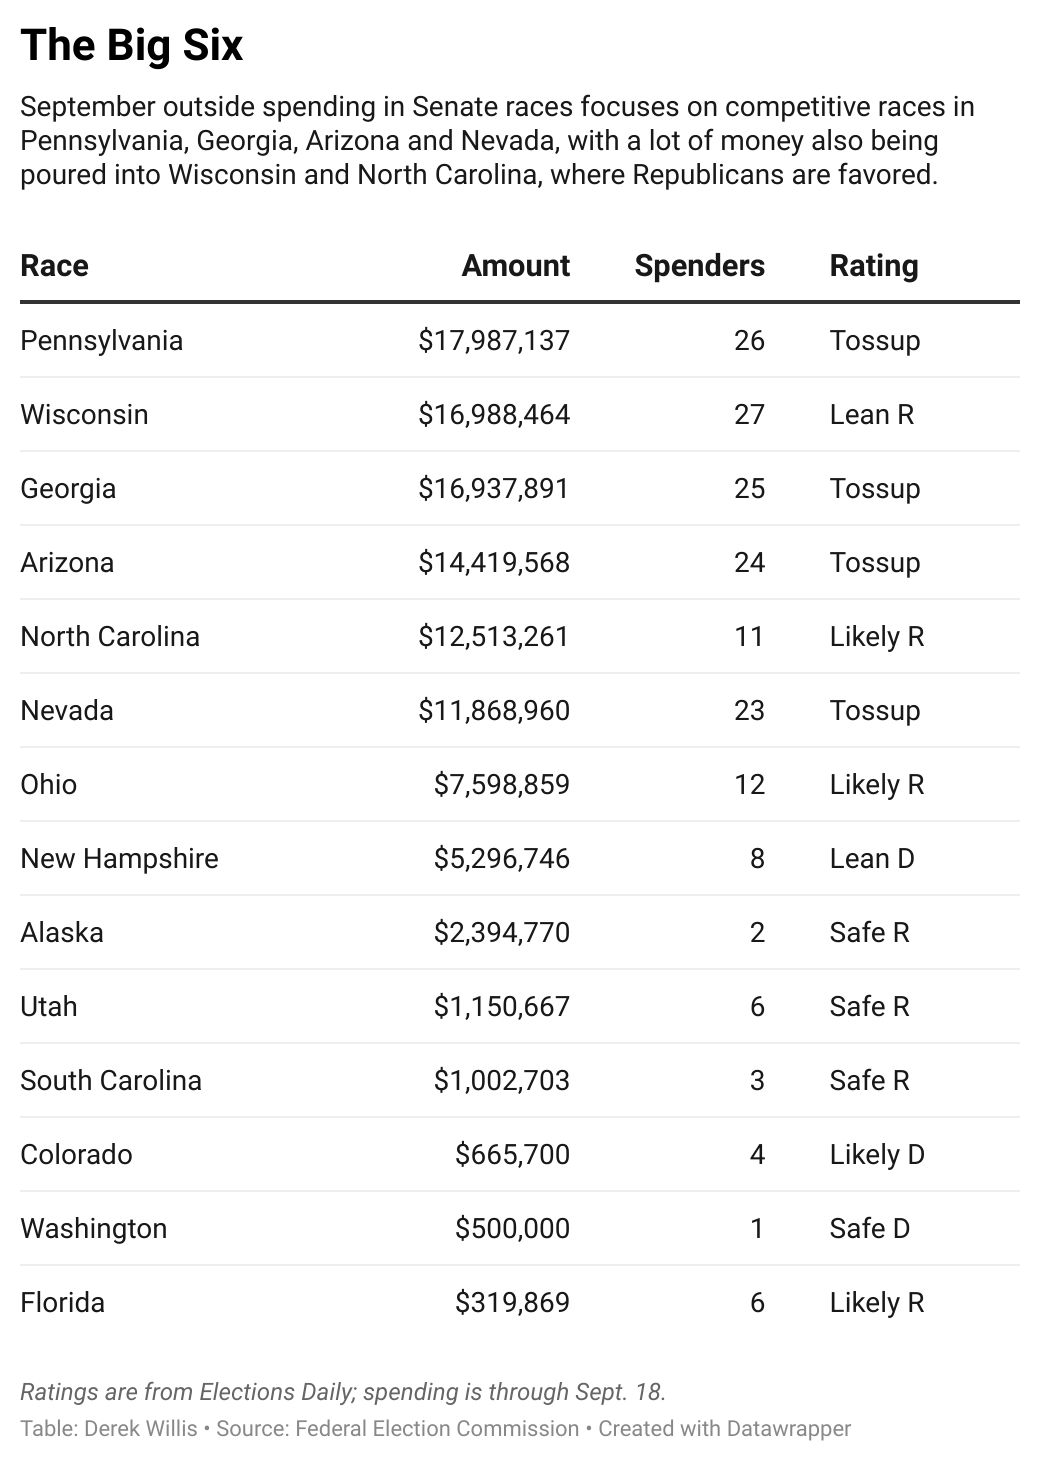 The Big Six
September outside spending in Senate races focuses on competitive races in
Pennsylvania, Georgia, Arizona and Nevada, with a lot of money also being
poured into Wisconsin and North Carolina, where Republicans are favored.
Race Amount Spenders Rating
Pennsylvania $17,987,137 26 Tossup
Wisconsin $16,988,464 27 Lean R
Georgia $16,937,891 25 Tossup
Arizona $14,419,568 24 Tossup
North Carolina $12,513,261 11 Likely R
Nevada $11,868,960 23 Tossup
Ohio $7,598,859 12 Likely R
New Hampshire $5,296,746 8 Lean D
Alaska $2,394,770 2 Safe R
Utah $1,150,667 6 Safe R
South Carolina $1,002,703 3 Safe R
Colorado $665,700 4 Likely D
Washington $500,000 1 Safe D
Florida $319,869 6 Likely R
Ratings are from Elections Daily; spending is through Sept. 18.
Table: Derek Willis • Source: Federal Election Commission • Created with Datawrapper